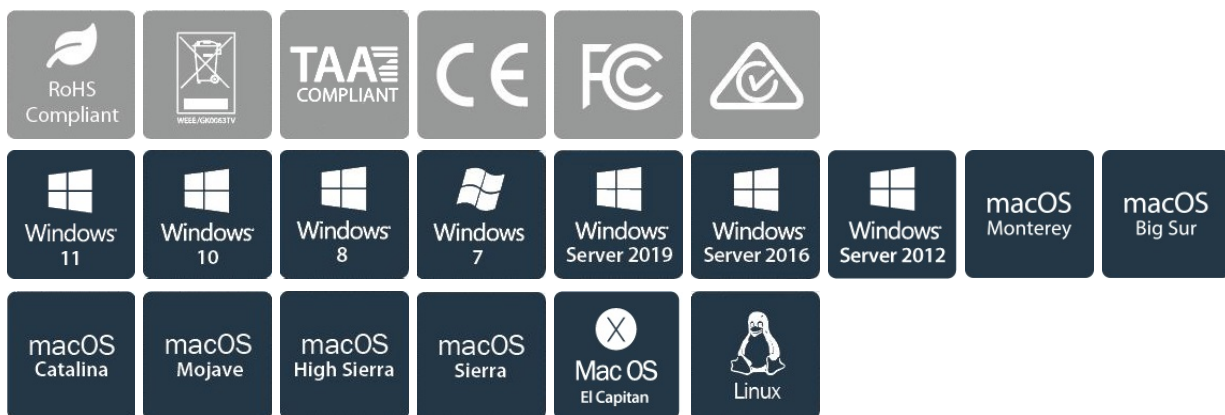 RoHS
Compliant
WEEE/GK0063TV
TAA
COMPLIANT
CE
FC
Windows
11
Windows
10
Windows
8
Windows
7
Windows
Server 2019
Windows
Server 2016
Windows
Server 2012
macOS
Monterey
macOS
Big Sur
macOS
Catalina
macOS
Mojave
macOS
High Sierra
macOS
Sierra
X
Mac OS
El Capitan
Linux